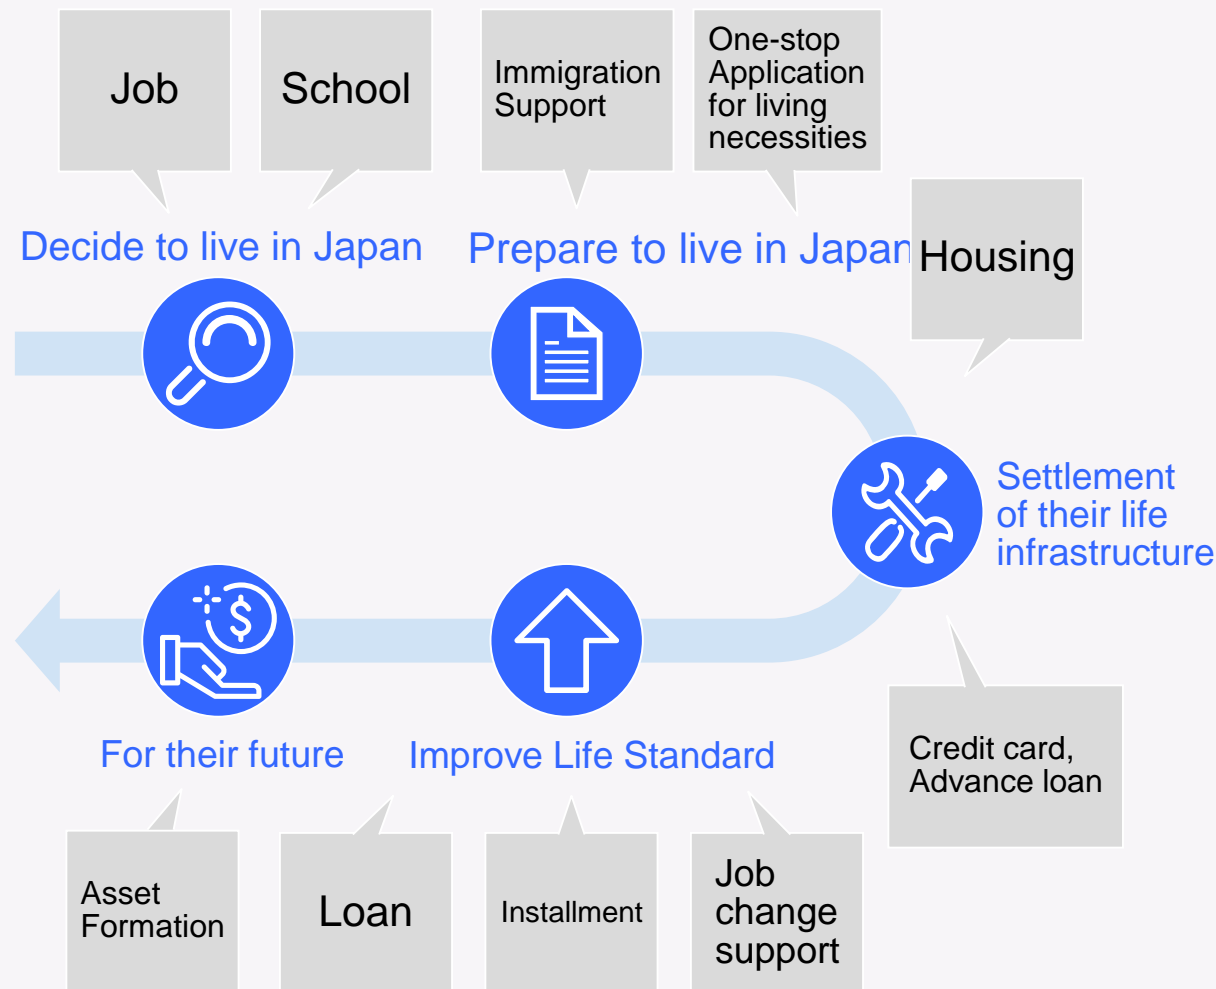 Job
School
Immigration
Support
One-stop
Application
for living
necessities
Decide to live in Japan
Prepare to live in Japan
Housing
Settlement
of their life
infrastructure
$
For their future
Improve Life Standard
Credit card,
Advance loan
Asset
Formation
Loan
Installment
Job
change
support